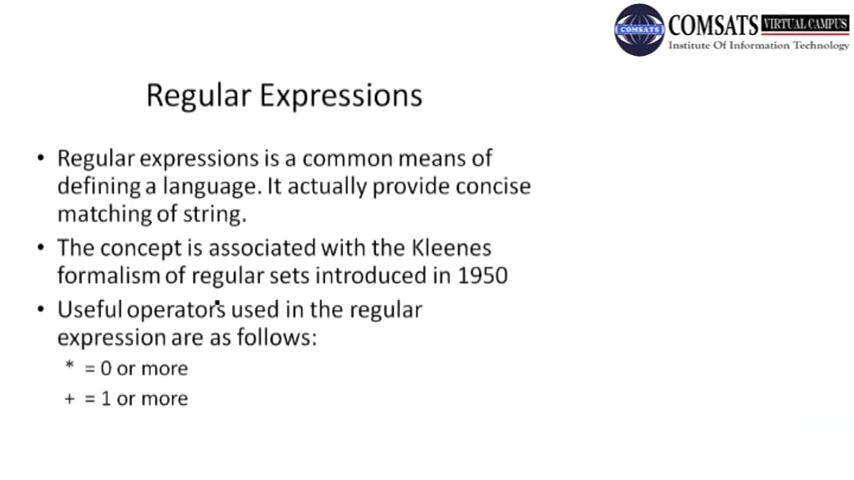 COMSATS VIRTUAL CAMPUS
COMSATS
Institute Of Information Technology
Regular Expressions
• Regular expressions is a common means of
defining a language. It actually provide concise
matching of string.
• The concept is associated with the Kleenes
formalism of regular sets introduced in 1950
• Useful operators used in the regular
expression are as follows:
* = 0 or more
+ = 1 or more